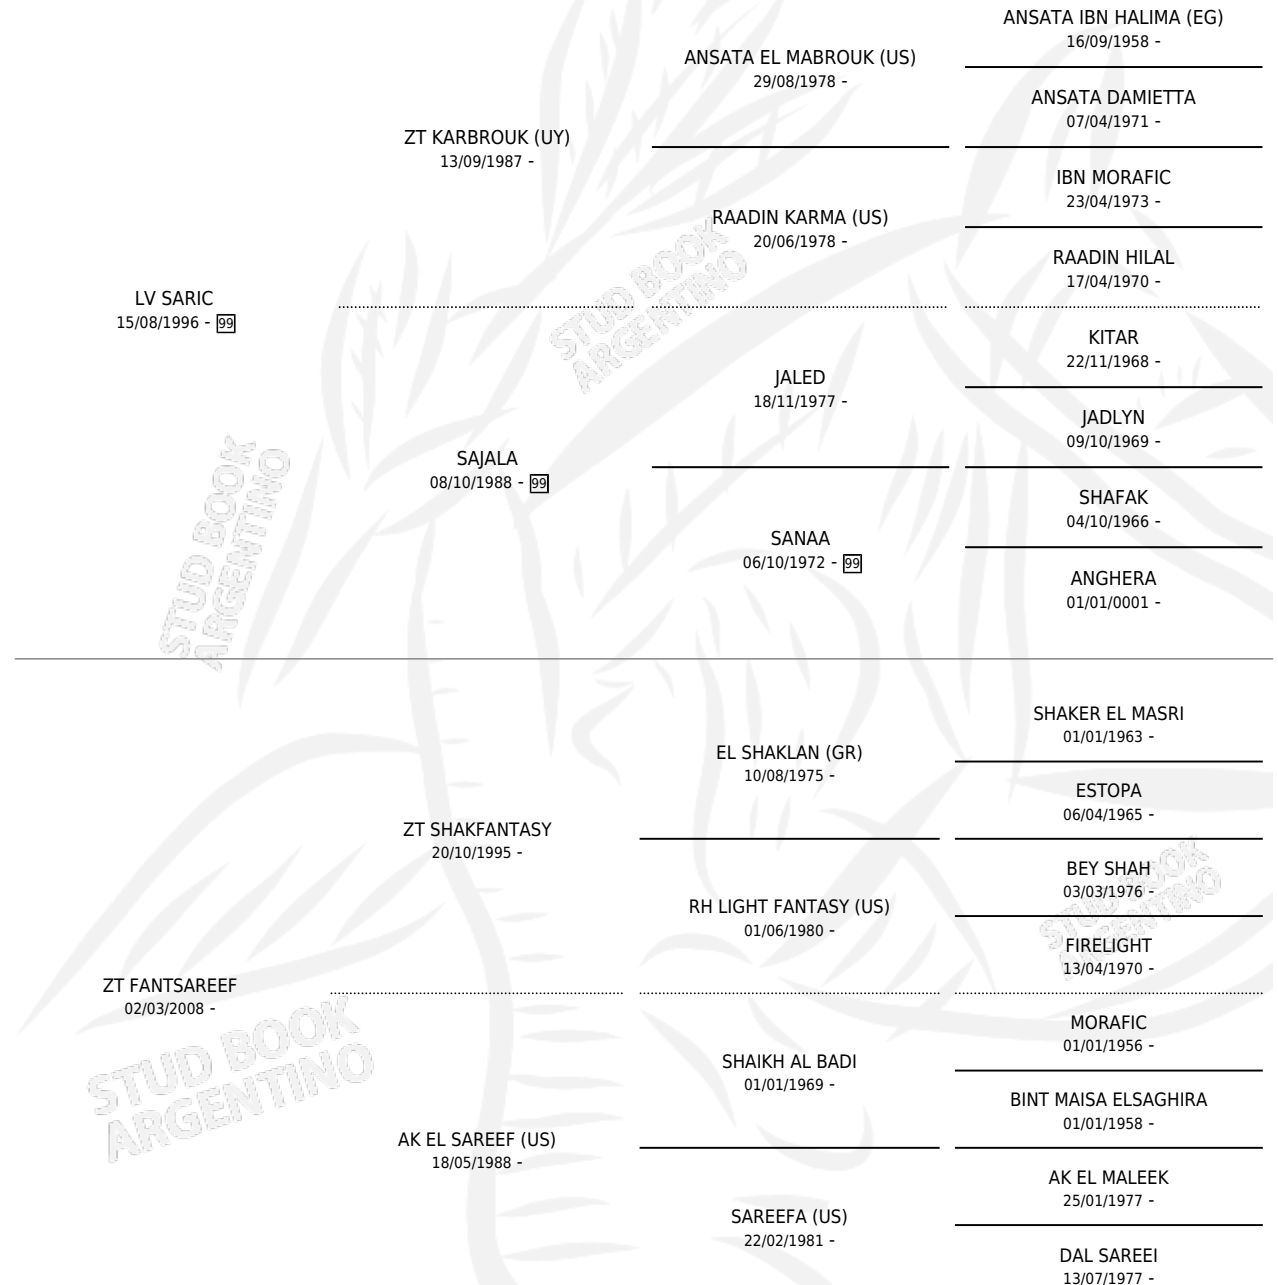 ANSATA IBN HALIMA (EG)
16/09/1958 -
ANSATA EL MABROUK (US)
29/08/1978 -
ANSATA DAMIETTA
07/04/1971 -
ZT KARBROUK (UY)
13/09/1987 -
IBN MORAFIC
23/04/1973 -
RAADIN KARMA (US)
20/06/1978 -
RAADIN HILAL
17/04/1970 -
LV SARIC
15/08/1996 - 99
STUD BOOK
ARGENTINO
KITAR
22/11/1968 -
JALED
18/11/1977 -
JADLYN
09/10/1969 -
SAJALA
08/10/1988 - 99
SHAFAK
04/10/1966 -
SANAA
06/10/1972 - 99
ANGHERA
01/01/0001 -
STUD BOOK
ARGENTINO
SHAKER EL MASRI
01/01/1963 -
EL SHAKLAN (GR)
10/08/1975 -
ESTOPA
06/04/1965 -
ZT SHAKFANTASY
20/10/1995 -
BEY SHAH
03/03/1976 -
RH LIGHT FANTASY (US)
01/06/1980 -
STUD BOOK
ARGENTINO
FIRELIGHT
13/04/1970 -
ZT FANTSAREEF
02/03/2008 -
MORAFIC
01/01/1956 -
SHAIKH AL BADI
01/01/1969 -
STUD BOOK
ARGENTINO
BINT MAISA ELSAGHIRA
01/01/1958 -
AK EL SAREEF (US)
18/05/1988 -
AK EL MALEEK
25/01/1977 -
SAREEFA (US)
22/02/1981 -
DAL SAREEI
13/07/1977 -